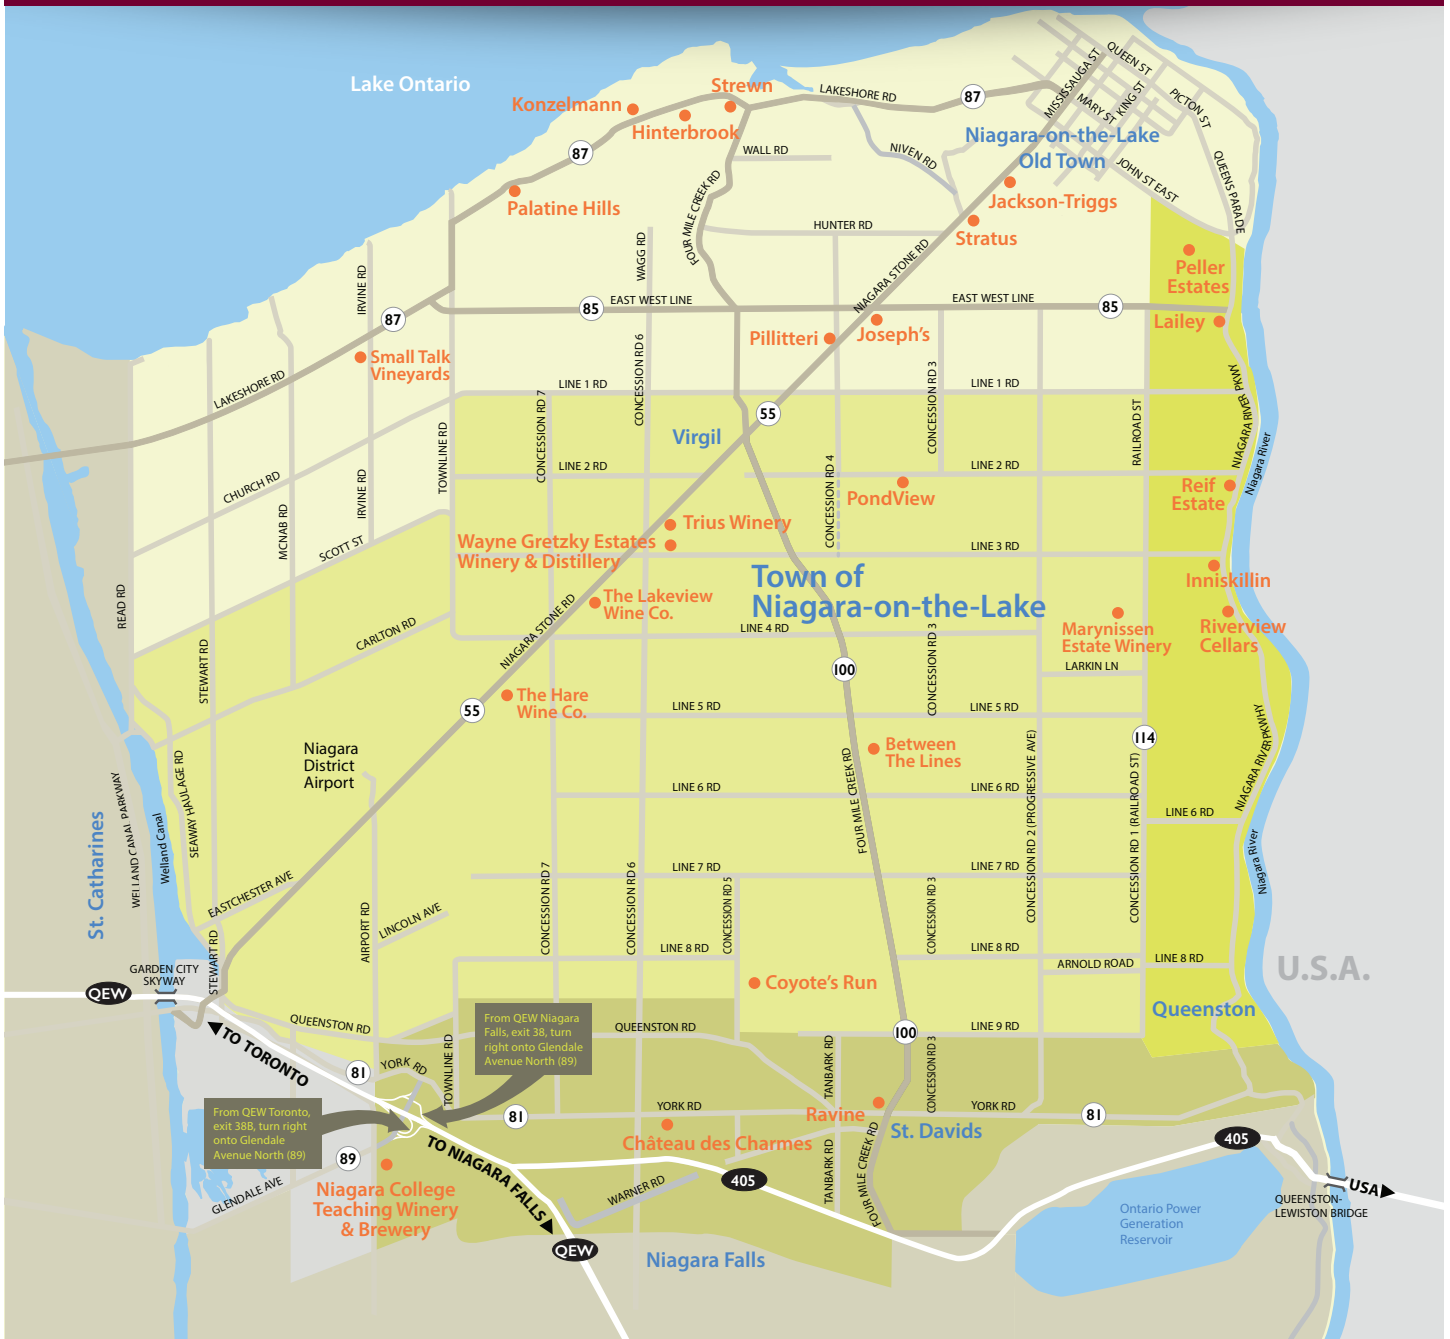 Lake Ontario
Strewn
Konzelmann
Hinterbrook
LAKESHORE RD
87
MISSISSAUGA ST
QUEEN ST
MARY ST
KING ST
PICTON ST
Niagara-on-the-Lake
Old Town
87
WALL RD
NIVEN RD
JOHN ST EAST
QUEENS PARADE
Palatine Hills
FOUR MILE CREEK RD
Jackson-Triggs
Stratus
HUNTER RD
WAGG RD
NIAGARA STONE RD
Peller
Estates
IRVINE RD
87
85
EAST WEST LINE
EAST WEST LINE
85
Lailey
Pillitteri
Joseph's
Small Talk
Vineyards
LAKESHORE RD
CONCESSION RD 6
CONCESSION RD 3
LINE 1 RD
LINE 1 RD
CONCESSION RD 7
55
RAILROAD ST
NIAGARA RIVER PKWY
Niagara River
Virgil
TOWNLINE RD
LINE 2 RD
LINE 2 RD
CHURCH RD
IRVINE RD
MCNAB RD
SCOTT ST
CONCESSION RD 4
PondView
Reif
Estate
Trius Winery
Wayne Gretzky Estates
Winery & Distillery
LINE 3 RD
Town of
Niagara-on-the-Lake
Inniskillin
READ RD
The Lakeview
Wine Co.
NIAGARA STONE RD
CARLTON RD
LINE 4 RD
CONCESSION RD 3
Marynissen
Estate Winery
Riverview
Cellars
LARKIN LN
STEWART RD
100
The Hare
Wine Co.
55
LINE 5 RD
LINE 5 RD
114
NIAGARA RIVER PKWHY
Niagara
District
Airport
Between
The Lines
FOUR MILE CREEK RD
CONCESSION RD 2 (PROGRESSIVE AVE)
CONCESSION RD 1 (RAILROAD ST)
LINE 6 RD
LINE 6 RD
LINE 6 RD
St. Catharines
WELLAND CANAL PARKWAY
Welland Canal
SEAWAY HAULAGE RD
Niagara River
EASTCHESTER AVE
LINE 7 RD
LINE 7 RD
CONCESSION RD 7
CONCESSION RD 6
CONCESSION RD 5
CONCESSION RD 3
AIRPORT RD
LINCOLN AVE
STEWART RD
LINE 8 RD
LINE 8 RD
ARNOLD ROAD
LINE 8 RD
U.S.A.
GARDEN CITY
SKYWAY
QEW
Coyote's Run
Queenston
TO TORONTO
QUEENSTON RD
From QEW Niagara
Falls, exit 38, turn
right onto Glendale
Avenue North (89)
QUEENSTON RD
100
LINE 9 RD
TOWNLINE RD
TANBARK RD
CONCESSION RD 3
81
YORK RD
From QEW Toronto,
exit 38B, turn right
onto Glendale
Avenue North (89)
81
YORK RD
Ravine
YORK RD
81
Château des Charmes
St. Davids
405
89
TO NIAGARA FALLS
GLENDALE AVE
Niagara College
Teaching Winery
& Brewery
WARNER RD
405
TANBARK RD
FOUR MILE CREEK RD
USA
QUEENSTON-
LEWISTON BRIDGE
Ontario Power
Generation
Reservoir
QEW
Niagara Falls